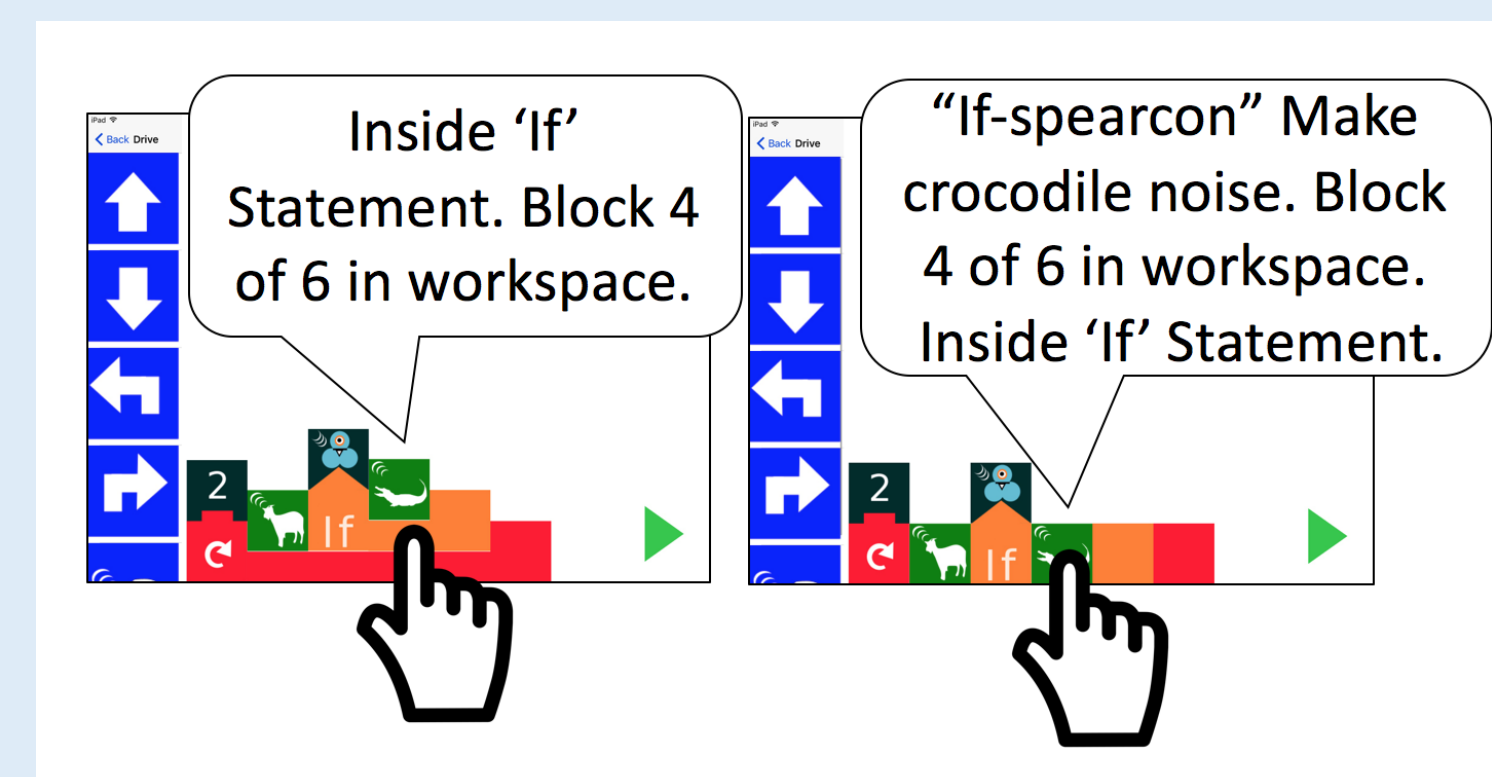 Inside ‘If’
Statement. Block 4
of 6 in workspace.
iPad
Back Drive
2
If
“If-spearcon” Make
crocodile noise. Block
4 of 6 in workspace.
Inside ‘If’ Statement.
iPad
Back Drive
2
If